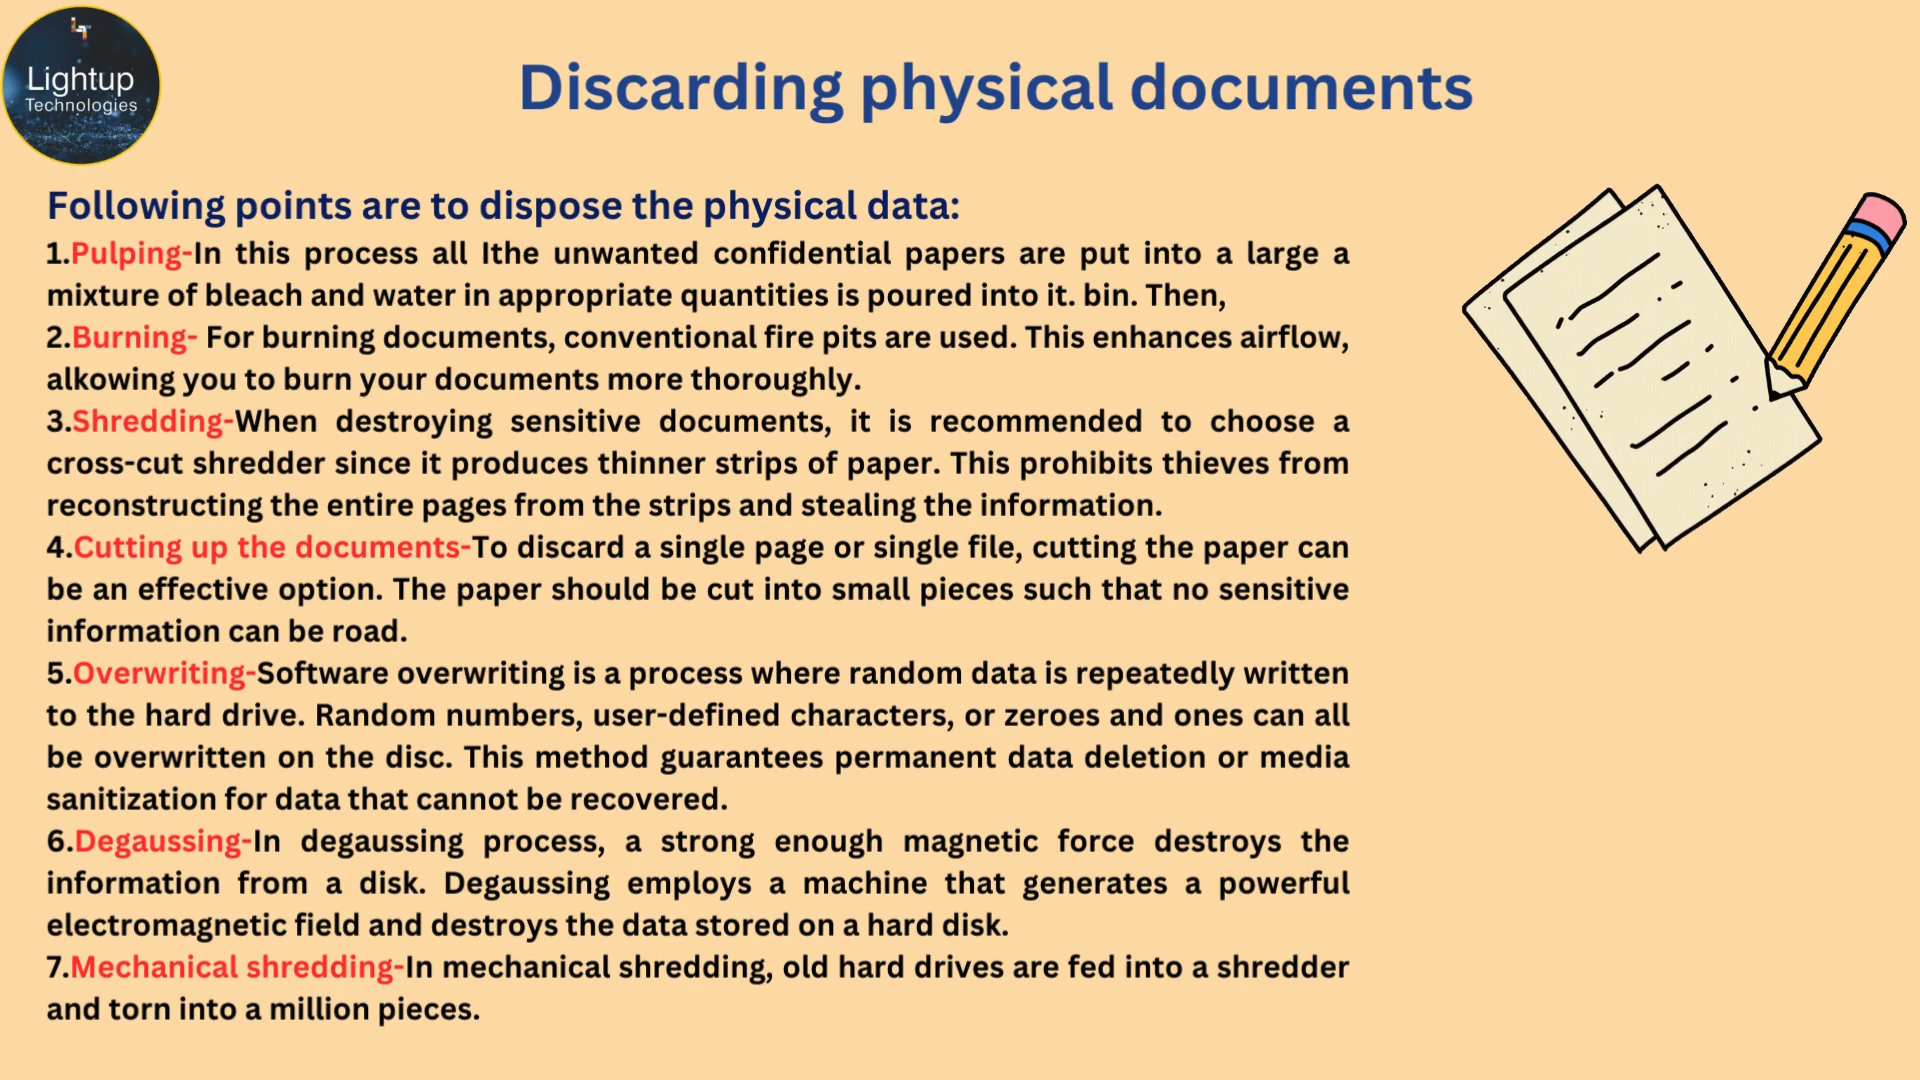 LT
Lightup
Technologies
Discarding physical documents
Following points are to dispose the physical data:
1.Pulping-In this process all Ithe unwanted confidential papers are put into a large a
mixture of bleach and water in appropriate quantities is poured into it. bin. Then,
2.Burning- For burning documents, conventional fire pits are used. This enhances airflow,
alkowing you to burn your documents more thoroughly.
3.Shredding-When destroying sensitive documents, it is recommended to choose a
cross-cut shredder since it produces thinner strips of paper. This prohibits thieves from
reconstructing the entire pages from the strips and stealing the information.
4.Cutting up the documents-To discard a single page or single file, cutting the paper can
be an effective option. The paper should be cut into small pieces such that no sensitive
information can be road.
5.Overwriting-Software overwriting is a process where random data is repeatedly written
to the hard drive. Random numbers, user-defined characters, or zeroes and ones can all
be overwritten on the disc. This method guarantees permanent data deletion or media
sanitization for data that cannot be recovered.
6.Degaussing-In degaussing process, a strong enough magnetic force destroys the
information from a disk. Degaussing employs a machine that generates a powerful
electromagnetic field and destroys the data stored on a hard disk.
7.Mechanical shredding-In mechanical shredding, old hard drives are fed into a shredder
and torn into a million pieces.